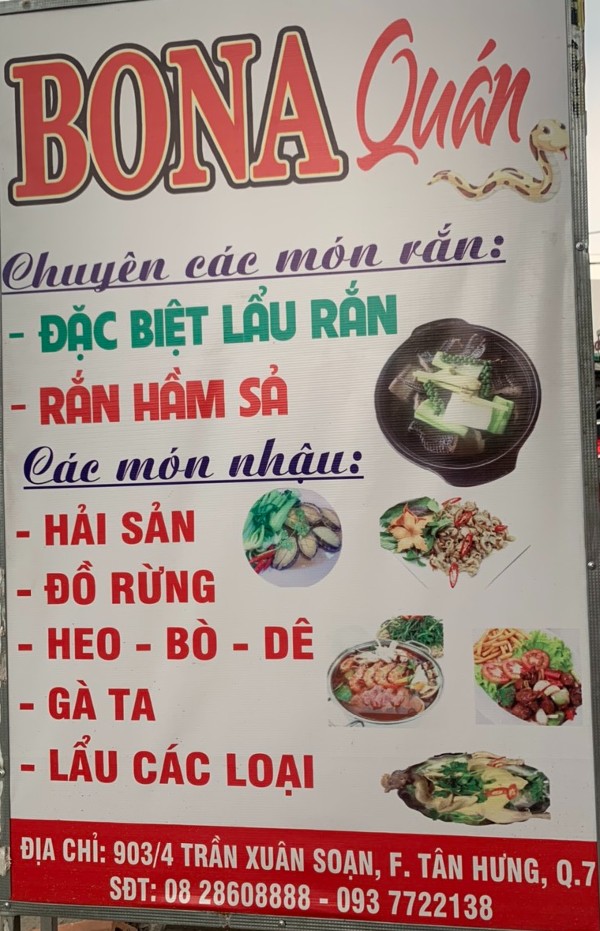 BONA Quán
Chuyên các món rắn:
- ĐẶC BIỆT LẨU RẮN
- RẮN HẦM SẢ
Các món nhậu:
- HẢI SẢN
- ĐỒ RỪNG
- HEO - BÒ - DÊ
- GÀ TA
- LẨU CÁC LOẠI
ĐỊA CHỈ: 903/4 TRẦN XUÂN SOẠN, F. TÂN HƯNG, Q.7
SĐT: 08 28608888 - 093 7722138